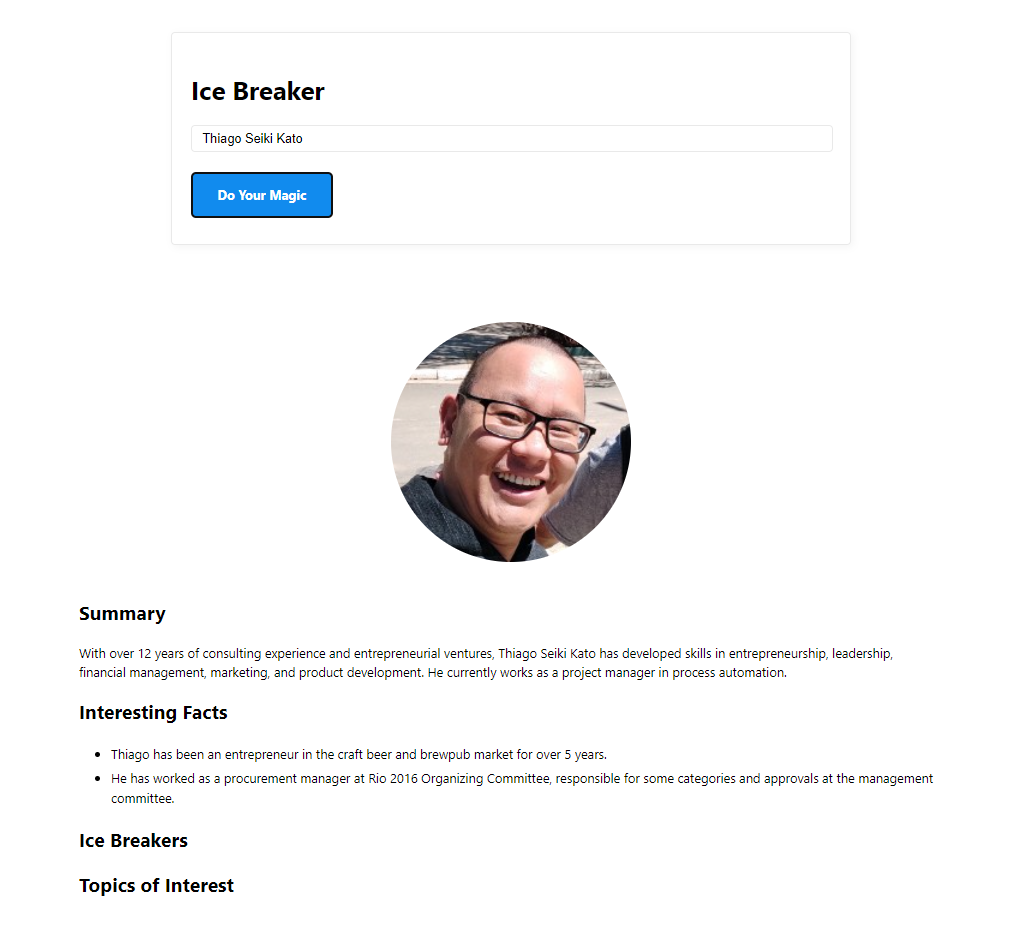 Ice Breaker
Thiago Seiki Kato
Do Your Magic
Summary
With over 12 years of consulting experience and entrepreneurial ventures, Thiago Seiki Kato has developed skills in entrepreneurship, leadership,
financial management, marketing, and product development. He currently works as a project manager in process automation.
Interesting Facts
• Thiago has been an entrepreneur in the craft beer and brewpub market for over 5 years.
• He has worked as a procurement manager at Rio 2016 Organizing Committee, responsible for some categories and approvals at the management
committee.
Ice Breakers
Topics of Interest